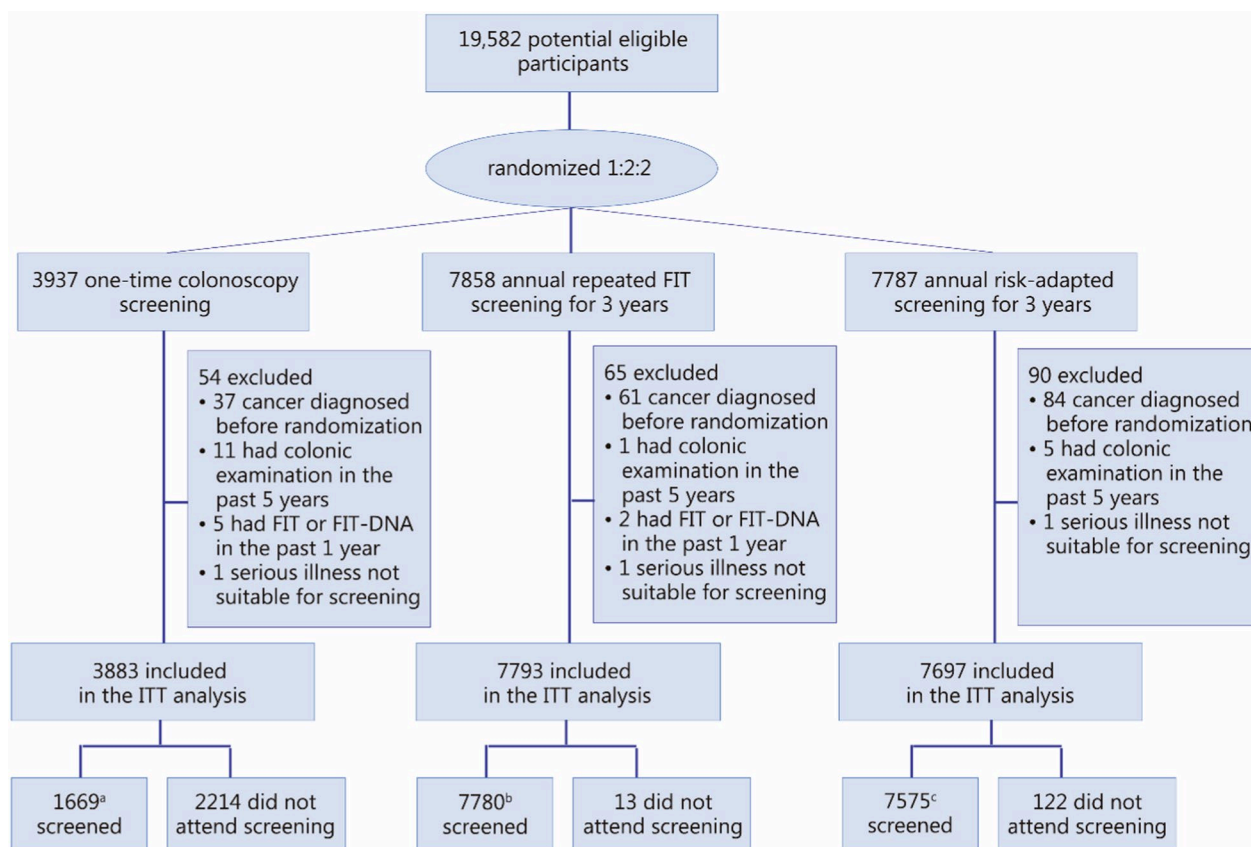 19,582 potential eligible
participants
randomized 1:2:2
3937 one-time colonoscopy
screening
7858 annual repeated FIT
screening for 3 years
7787 annual risk-adapted
screening for 3 years
54 excluded
• 37 cancer diagnosed
before randomization
• 11 had colonic
examination in the
past 5 years
• 5 had FIT or FIT-DNA
in the past 1 year
• 1 serious illness not
suitable for screening
65 excluded
• 61 cancer diagnosed
before randomization
• 1 had colonic
examination in the
past 5 years
• 2 had FIT or FIT-DNA
in the past 1 year
• 1 serious illness not
suitable for screening
90 excluded
• 84 cancer diagnosed
before randomization
• 5 had colonic
examination in the
past 5 years
• 1 serious illness not
suitable for screening
3883 included
in the ITT analysis
7793 included
in the ITT analysis
7697 included
in the ITT analysis
1669ᵃ
screened
2214 did not
attend screening
7780ᵇ
screened
13 did not
attend screening
7575ᶜ
screened
122 did not
attend screening